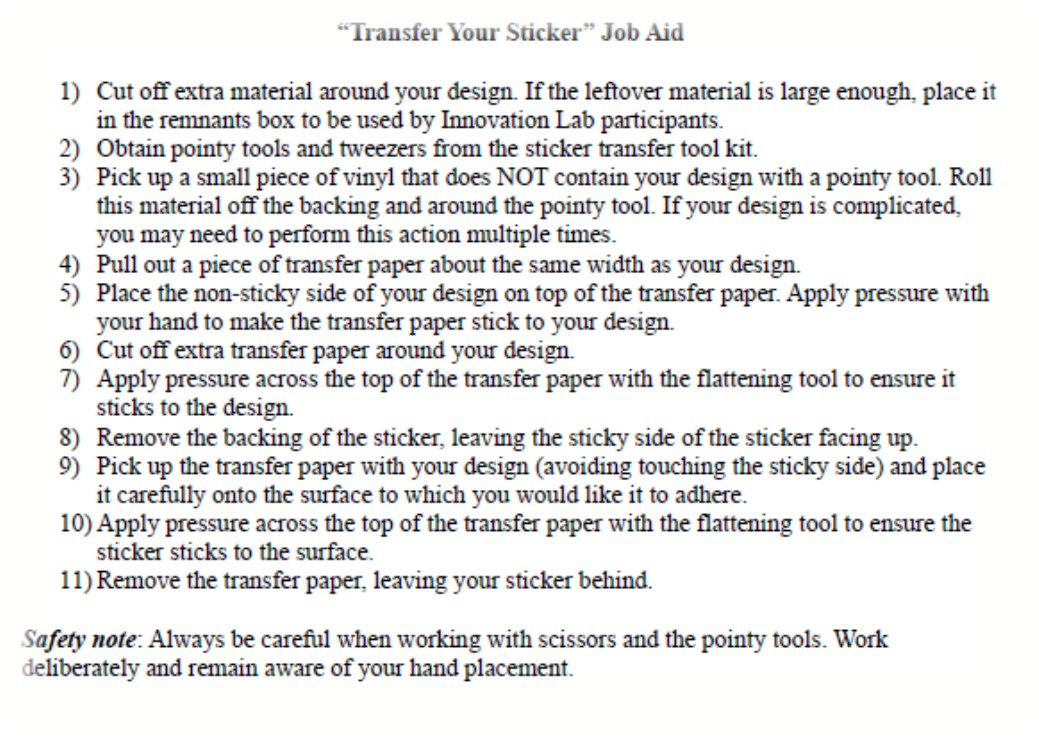 “Transfer Your Sticker” Job Aid
1) Cut off extra material around your design. If the leftover material is large enough, place it
in the remnants box to be used by Innovation Lab participants.
2) Obtain pointy tools and tweezers from the sticker transfer tool kit.
3) Pick up a small piece of vinyl that does NOT contain your design with a pointy tool. Roll
this material off the backing and around the pointy tool. If your design is complicated,
you may need to perform this action multiple times.
4) Pull out a piece of transfer paper about the same width as your design.
5) Place the non-sticky side of your design on top of the transfer paper. Apply pressure with
your hand to make the transfer paper stick to your design.
6) Cut off extra transfer paper around your design.
7) Apply pressure across the top of the transfer paper with the flattening tool to ensure it
sticks to the design.
8) Remove the backing of the sticker, leaving the sticky side of the sticker facing up.
9) Pick up the transfer paper with your design (avoiding touching the sticky side) and place
it carefully onto the surface to which you would like it to adhere.
10) Apply pressure across the top of the transfer paper with the flattening tool to ensure the
sticker sticks to the surface.
11) Remove the transfer paper, leaving your sticker behind.
Safety note: Always be careful when working with scissors and the pointy tools. Work
deliberately and remain aware of your hand placement.